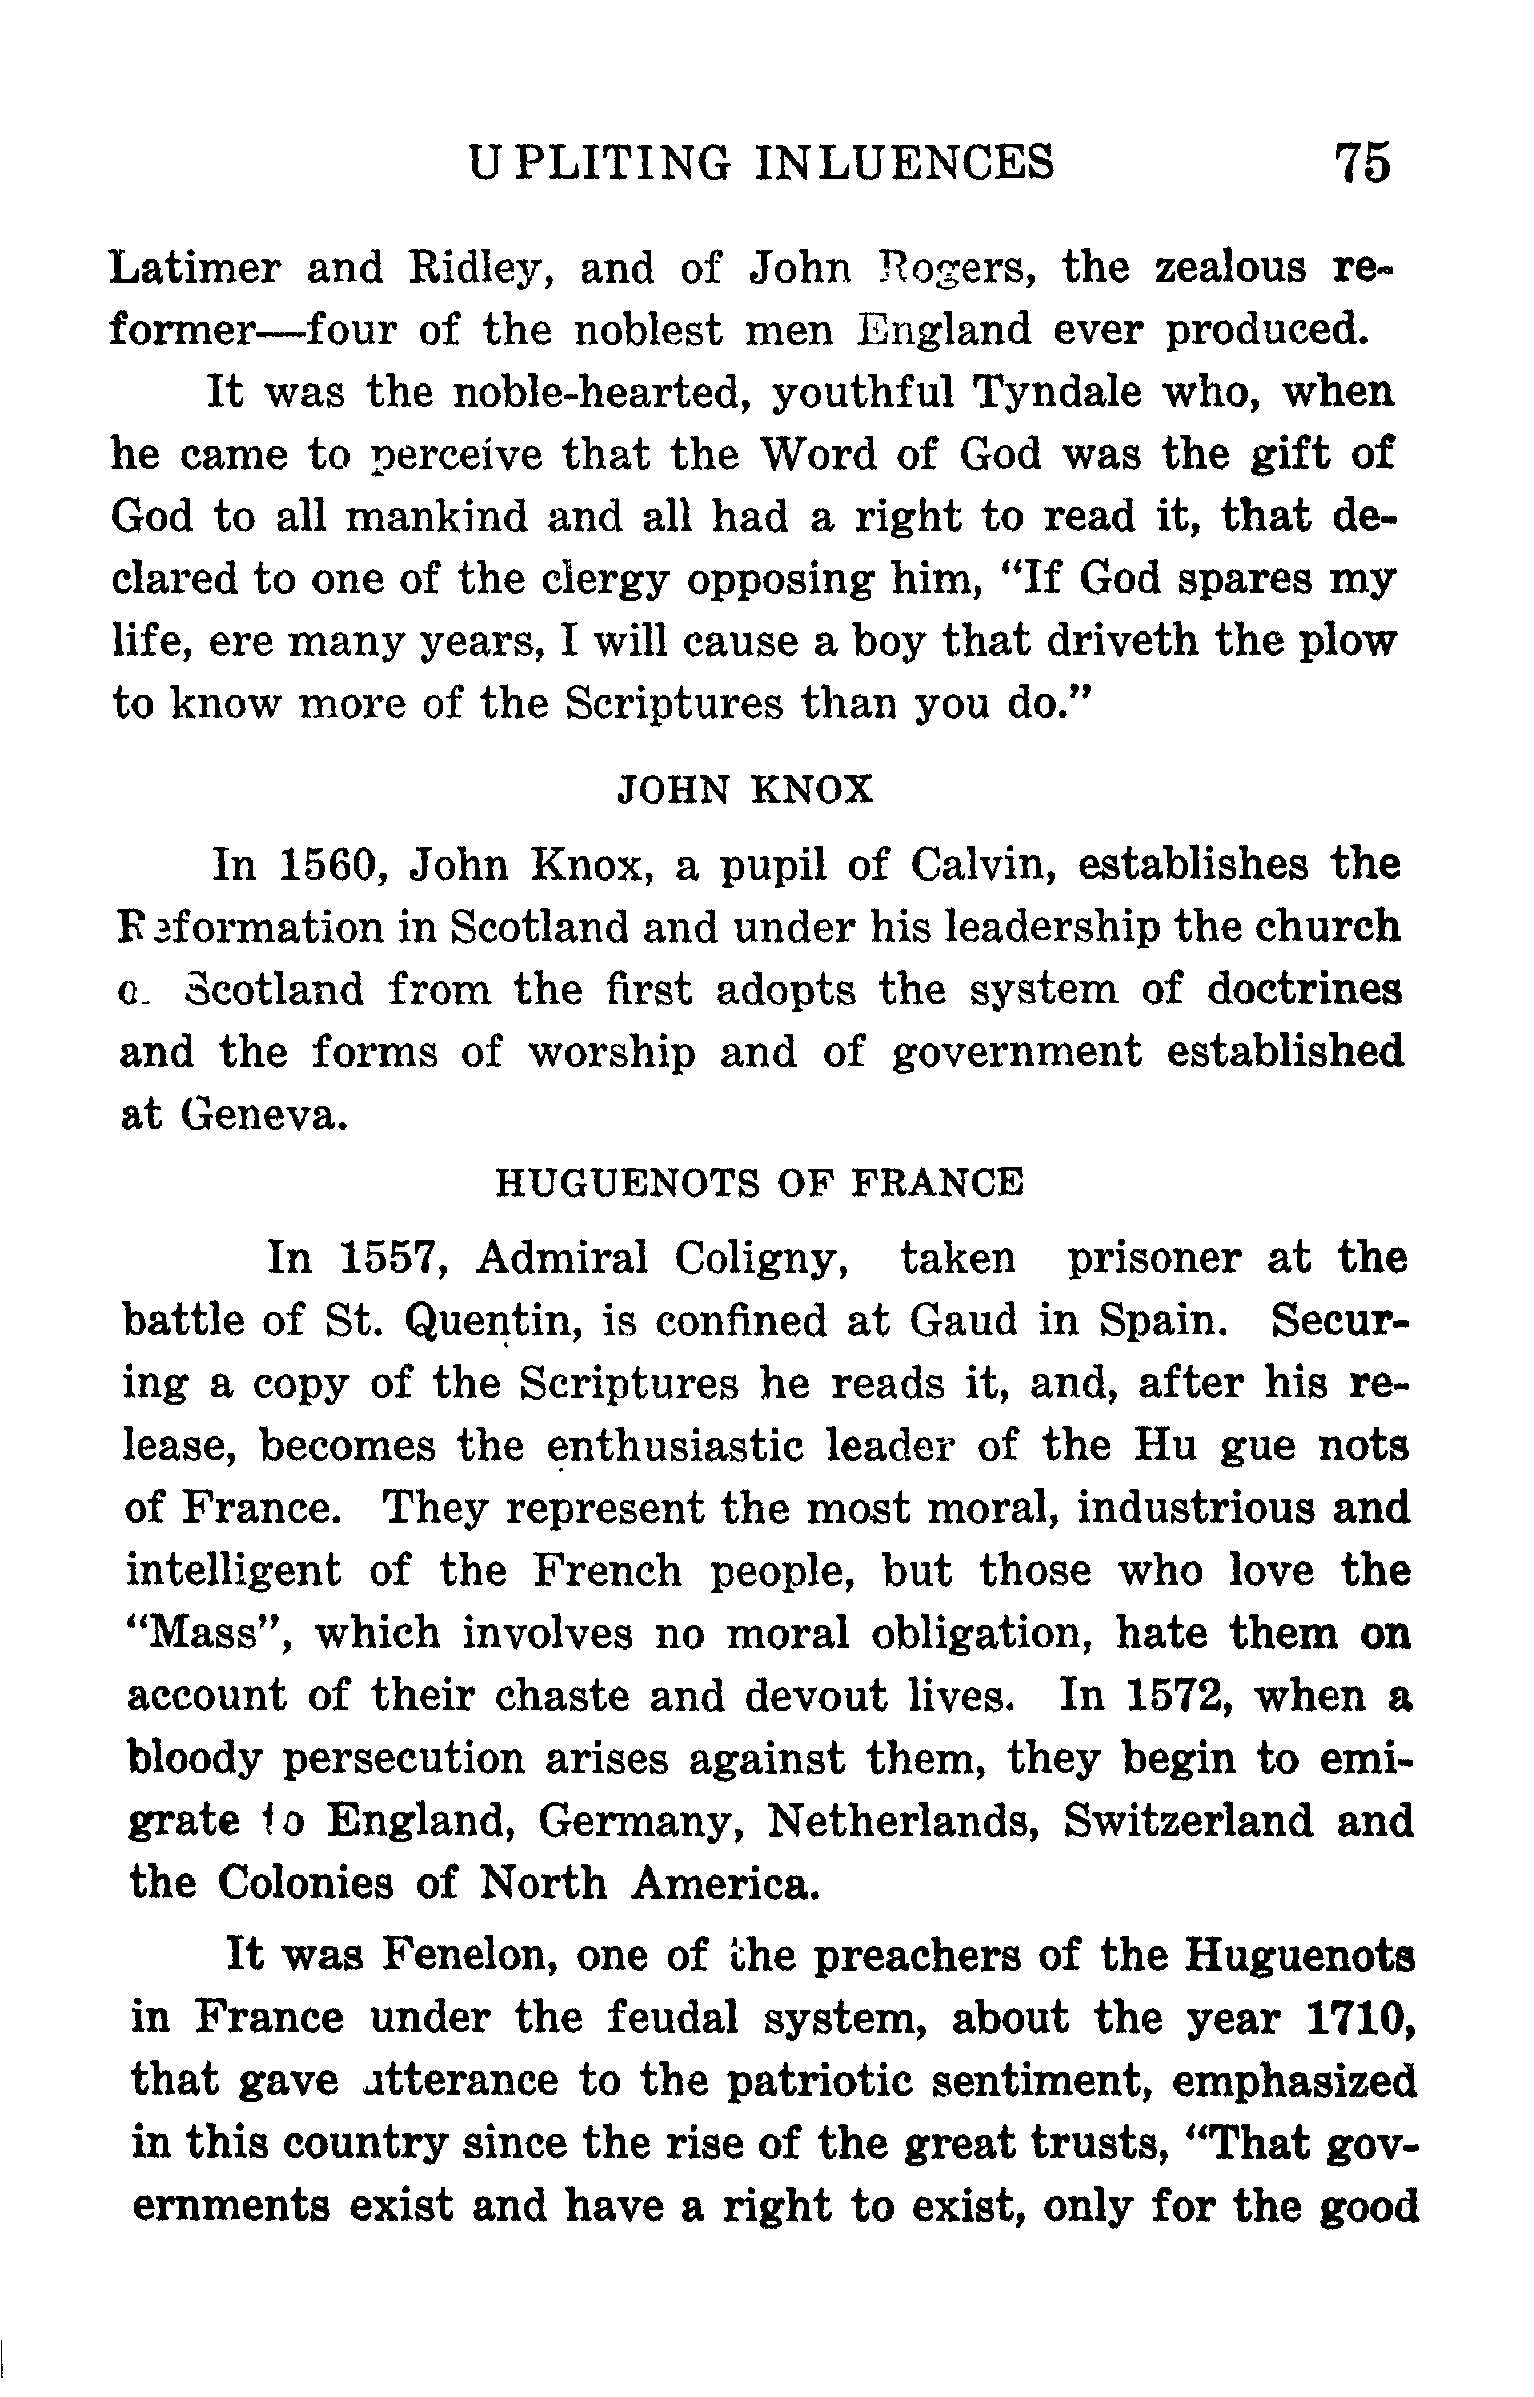 U PLITING INLUENCES 75
Latimer and Ridley, and of John Rogers, the zealous re-
former—four of the noblest men England ever produced.
It was the noble-hearted, youthful Tyndale who, when
he came to perceive that the Word of God was the gift of
God to all mankind and all had a right to read it, that de-
clared to one of the clergy opposing him, "If God spares my
life, ere many years, I will cause a boy that driveth the plow
to know more of the Scriptures than you do."
JOHN KNOX
In 1560, John Knox, a pupil of Calvin, establishes the
Reformation in Scotland and under his leadership the church
o. Scotland from the first adopts the system of doctrines
and the forms of worship and of government established
at Geneva.
HUGUENOTS OF FRANCE
In 1557, Admiral Coligny, taken prisoner at the
battle of St. Quentin, is confined at Gaud in Spain. Secur-
ing a copy of the Scriptures he reads it, and, after his re-
lease, becomes the enthusiastic leader of the Hu gue nots
of France. They represent the most moral, industrious and
intelligent of the French people, but those who love the
"Mass", which involves no moral obligation, hate them on
account of their chaste and devout lives. In 1572, when a
bloody persecution arises against them, they begin to emi-
grate to England, Germany, Netherlands, Switzerland and
the Colonies of North America.
It was Fenelon, one of the preachers of the Huguenots
in France under the feudal system, about the year 1710,
that gave utterance to the patriotic sentiment, emphasized
in this country since the rise of the great trusts, "That gov-
ernments exist and have a right to exist, only for the good